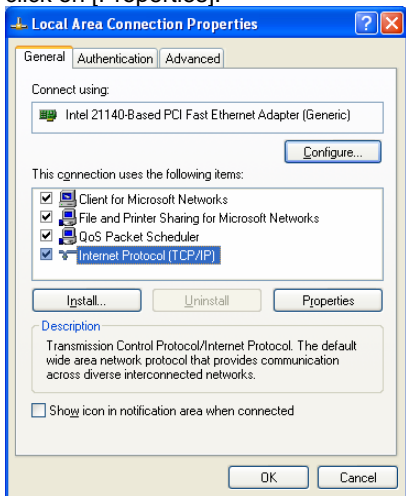 click on [Properties].
Local Area Connection Properties
General Authentication Advanced
Connect using:
Intel 21140-Based PCI Fast Ethernet Adapter (Generic)
Configure...
This connection uses the following items:
Client for Microsoft Networks
File and Printer Sharing for Microsoft Networks
QoS Packet Scheduler
Internet Protocol (TCP/IP)
Install... Uninstall Properties
Description
Transmission Control Protocol/Internet Protocol. The default
wide area network protocol that provides communication
across diverse interconnected networks.
Show icon in notification area when connected
OK Cancel